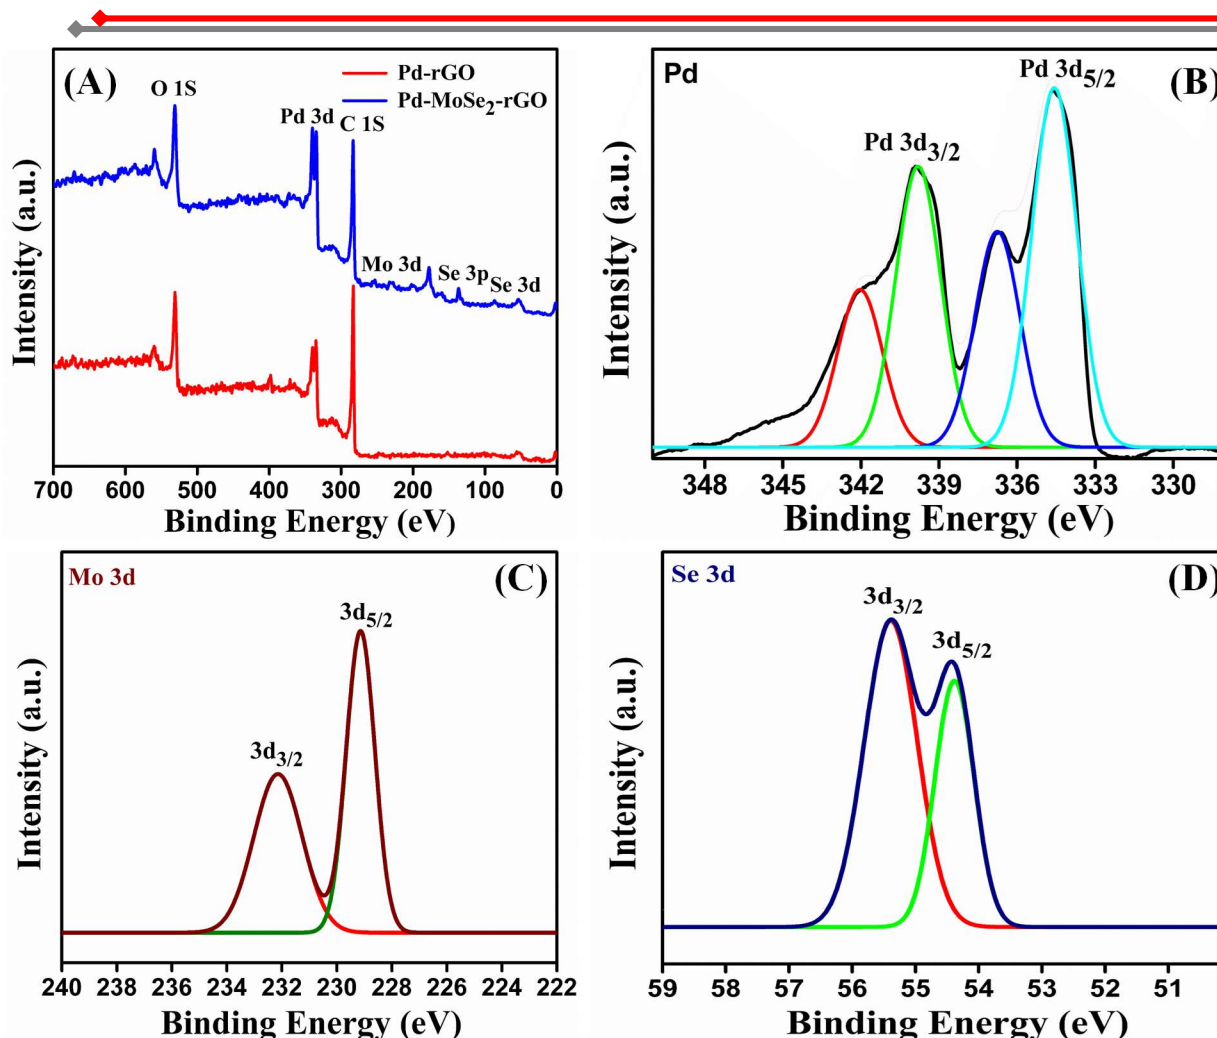 (A)
Pd-rGO
Pd-MoSe2-rGO
O 1S
Pd 3d
C 1S
Mo 3d
Se 3p
Se 3d
Intensity (a.u.)
700 600 500 400 300 200 100 0
Binding Energy (eV)
Pd
(B)
Pd 3d5/2
Pd 3d3/2
Intensity (a.u.)
348 345 342 339 336 333 330
Binding Energy (eV)
Mo 3d
(C)
3d5/2
3d3/2
Intensity (a.u.)
240 238 236 234 232 230 228 226 224 222
Binding Energy (eV)
Se 3d
(D)
3d3/2
3d5/2
Intensity (a.u.)
59 58 57 56 55 54 53 52 51
Binding Energy (eV)